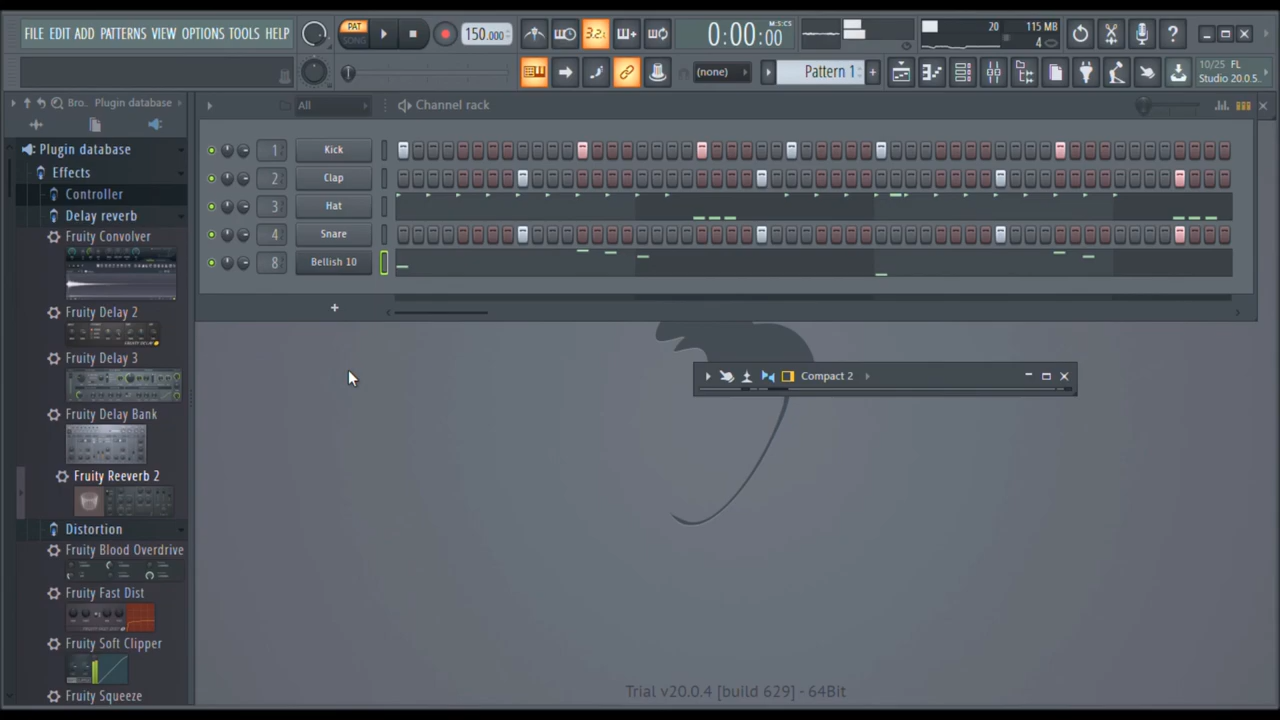 FILE EDIT ADD PATTERNS VIEW OPTIONS TOOLS HELP
PAT
SONG
150.000
3.2.
0:00:00
M:S:CS
20
115 MB
4
(none)
Pattern 1
10/25 FL
Studio 20.0.5
Bro.. Plugin database
All
Channel rack
Plugin database
Effects
Controller
Delay reverb
Fruity Convolver
Fruity Delay 2
Fruity Delay 3
Fruity Delay Bank
Fruity Reeverb 2
Distortion
Fruity Blood Overdrive
Fruity Fast Dist
Fruity Soft Clipper
Fruity Squeeze
1 Kick
2 Clap
3 Hat
4 Snare
8 Bellish 10
+
Compact 2
Trial v20.0.4 [build 629] - 64Bit